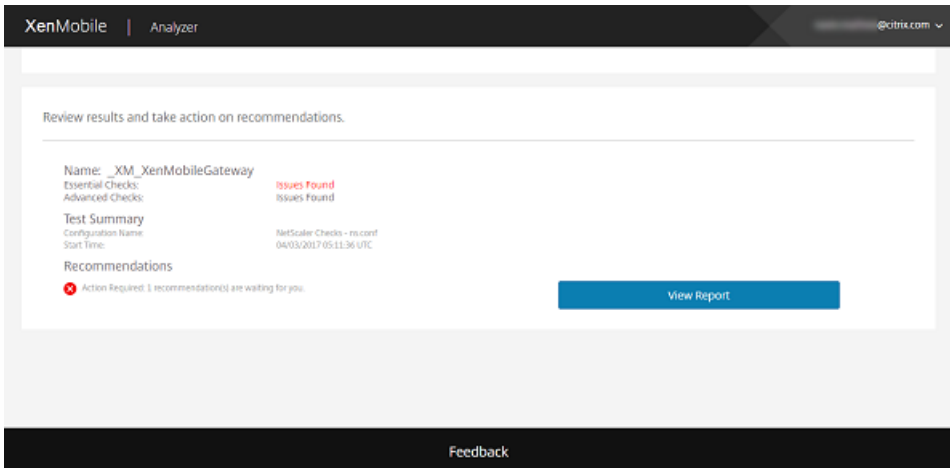 XenMobile | Analyzer
@citrix.com
Review results and take action on recommendations.
Name: _XM_XenMobileGateway
Essential Checks: Issues Found
Advanced Checks: Issues Found
Test Summary
Configuration Name: NetScaler Checks - ns.conf
Start Time: 04/03/2017 05:11:36 UTC
Recommendations
Action Required: 1 recommendation(s) are waiting for you.
View Report
Feedback